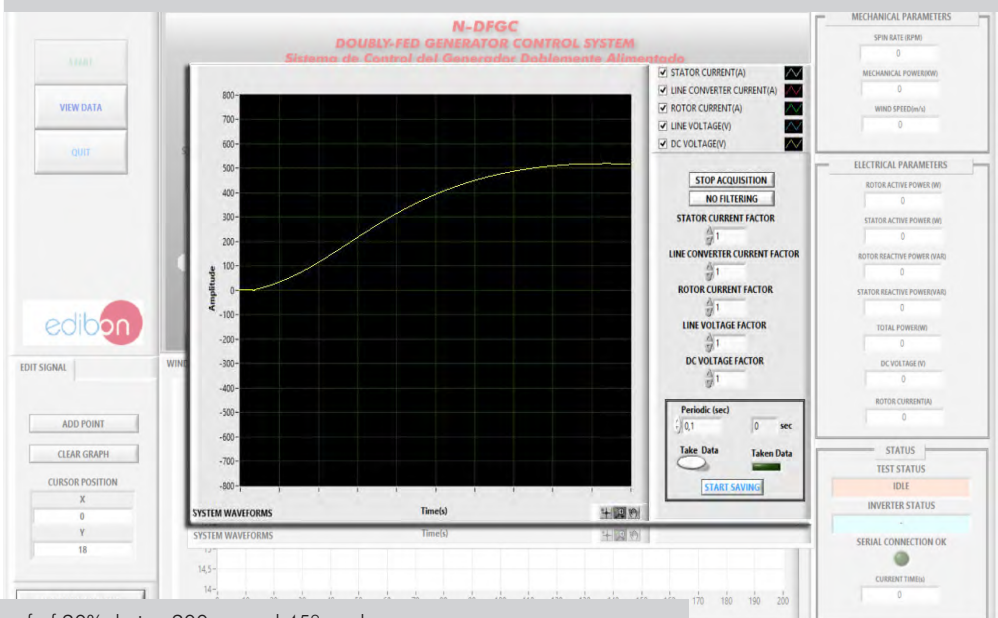 N-DFGC
DOUBLY-FED GENERATOR CONTROL SYSTEM
Sistema de Control del Generador Doblemente Alimentado
START
VIEW DATA
QUIT
edibon
EDIT SIGNAL
ADD POINT
CLEAR GRAPH
CURSOR POSITION
X
0
Y
18
WIND
800
700
600
500
400
300
200
100
0
-100
-200
-300
-400
-500
-600
-700
-800
Amplitude
SYSTEM WAVEFORMS
Time(s)
STATOR CURRENT(A)
LINE CONVERTER CURRENT(A)
ROTOR CURRENT(A)
LINE VOLTAGE(V)
DC VOLTAGE(V)
STOP ACQUISITION
NO FILTERING
STATOR CURRENT FACTOR
1
LINE CONVERTER CURRENT FACTOR
1
ROTOR CURRENT FACTOR
1
LINE VOLTAGE FACTOR
1
DC VOLTAGE FACTOR
1
Periodic (sec)
0,1
0 sec
Take Data
Taken Data
START SAVING
SYSTEM WAVEFORMS
Time(s)
14,5
14
170 180 190 200
MECHANICAL PARAMETERS
SPIN RATE (RPM)
0
MECHANICAL POWER(KW)
0
WIND SPEED(m/s)
0
ELECTRICAL PARAMETERS
ROTOR ACTIVE POWER (W)
0
STATOR ACTIVE POWER (W)
0
ROTOR REACTIVE POWER (VAR)
0
STATOR REACTIVE POWER(VAR)
0
TOTAL POWER(W)
0
DC VOLTAGE (V)
0
ROTOR CURRENT(A)
0
STATUS
TEST STATUS
IDLE
INVERTER STATUS
-
SERIAL CONNECTION OK
CURRENT TIME(s)
0